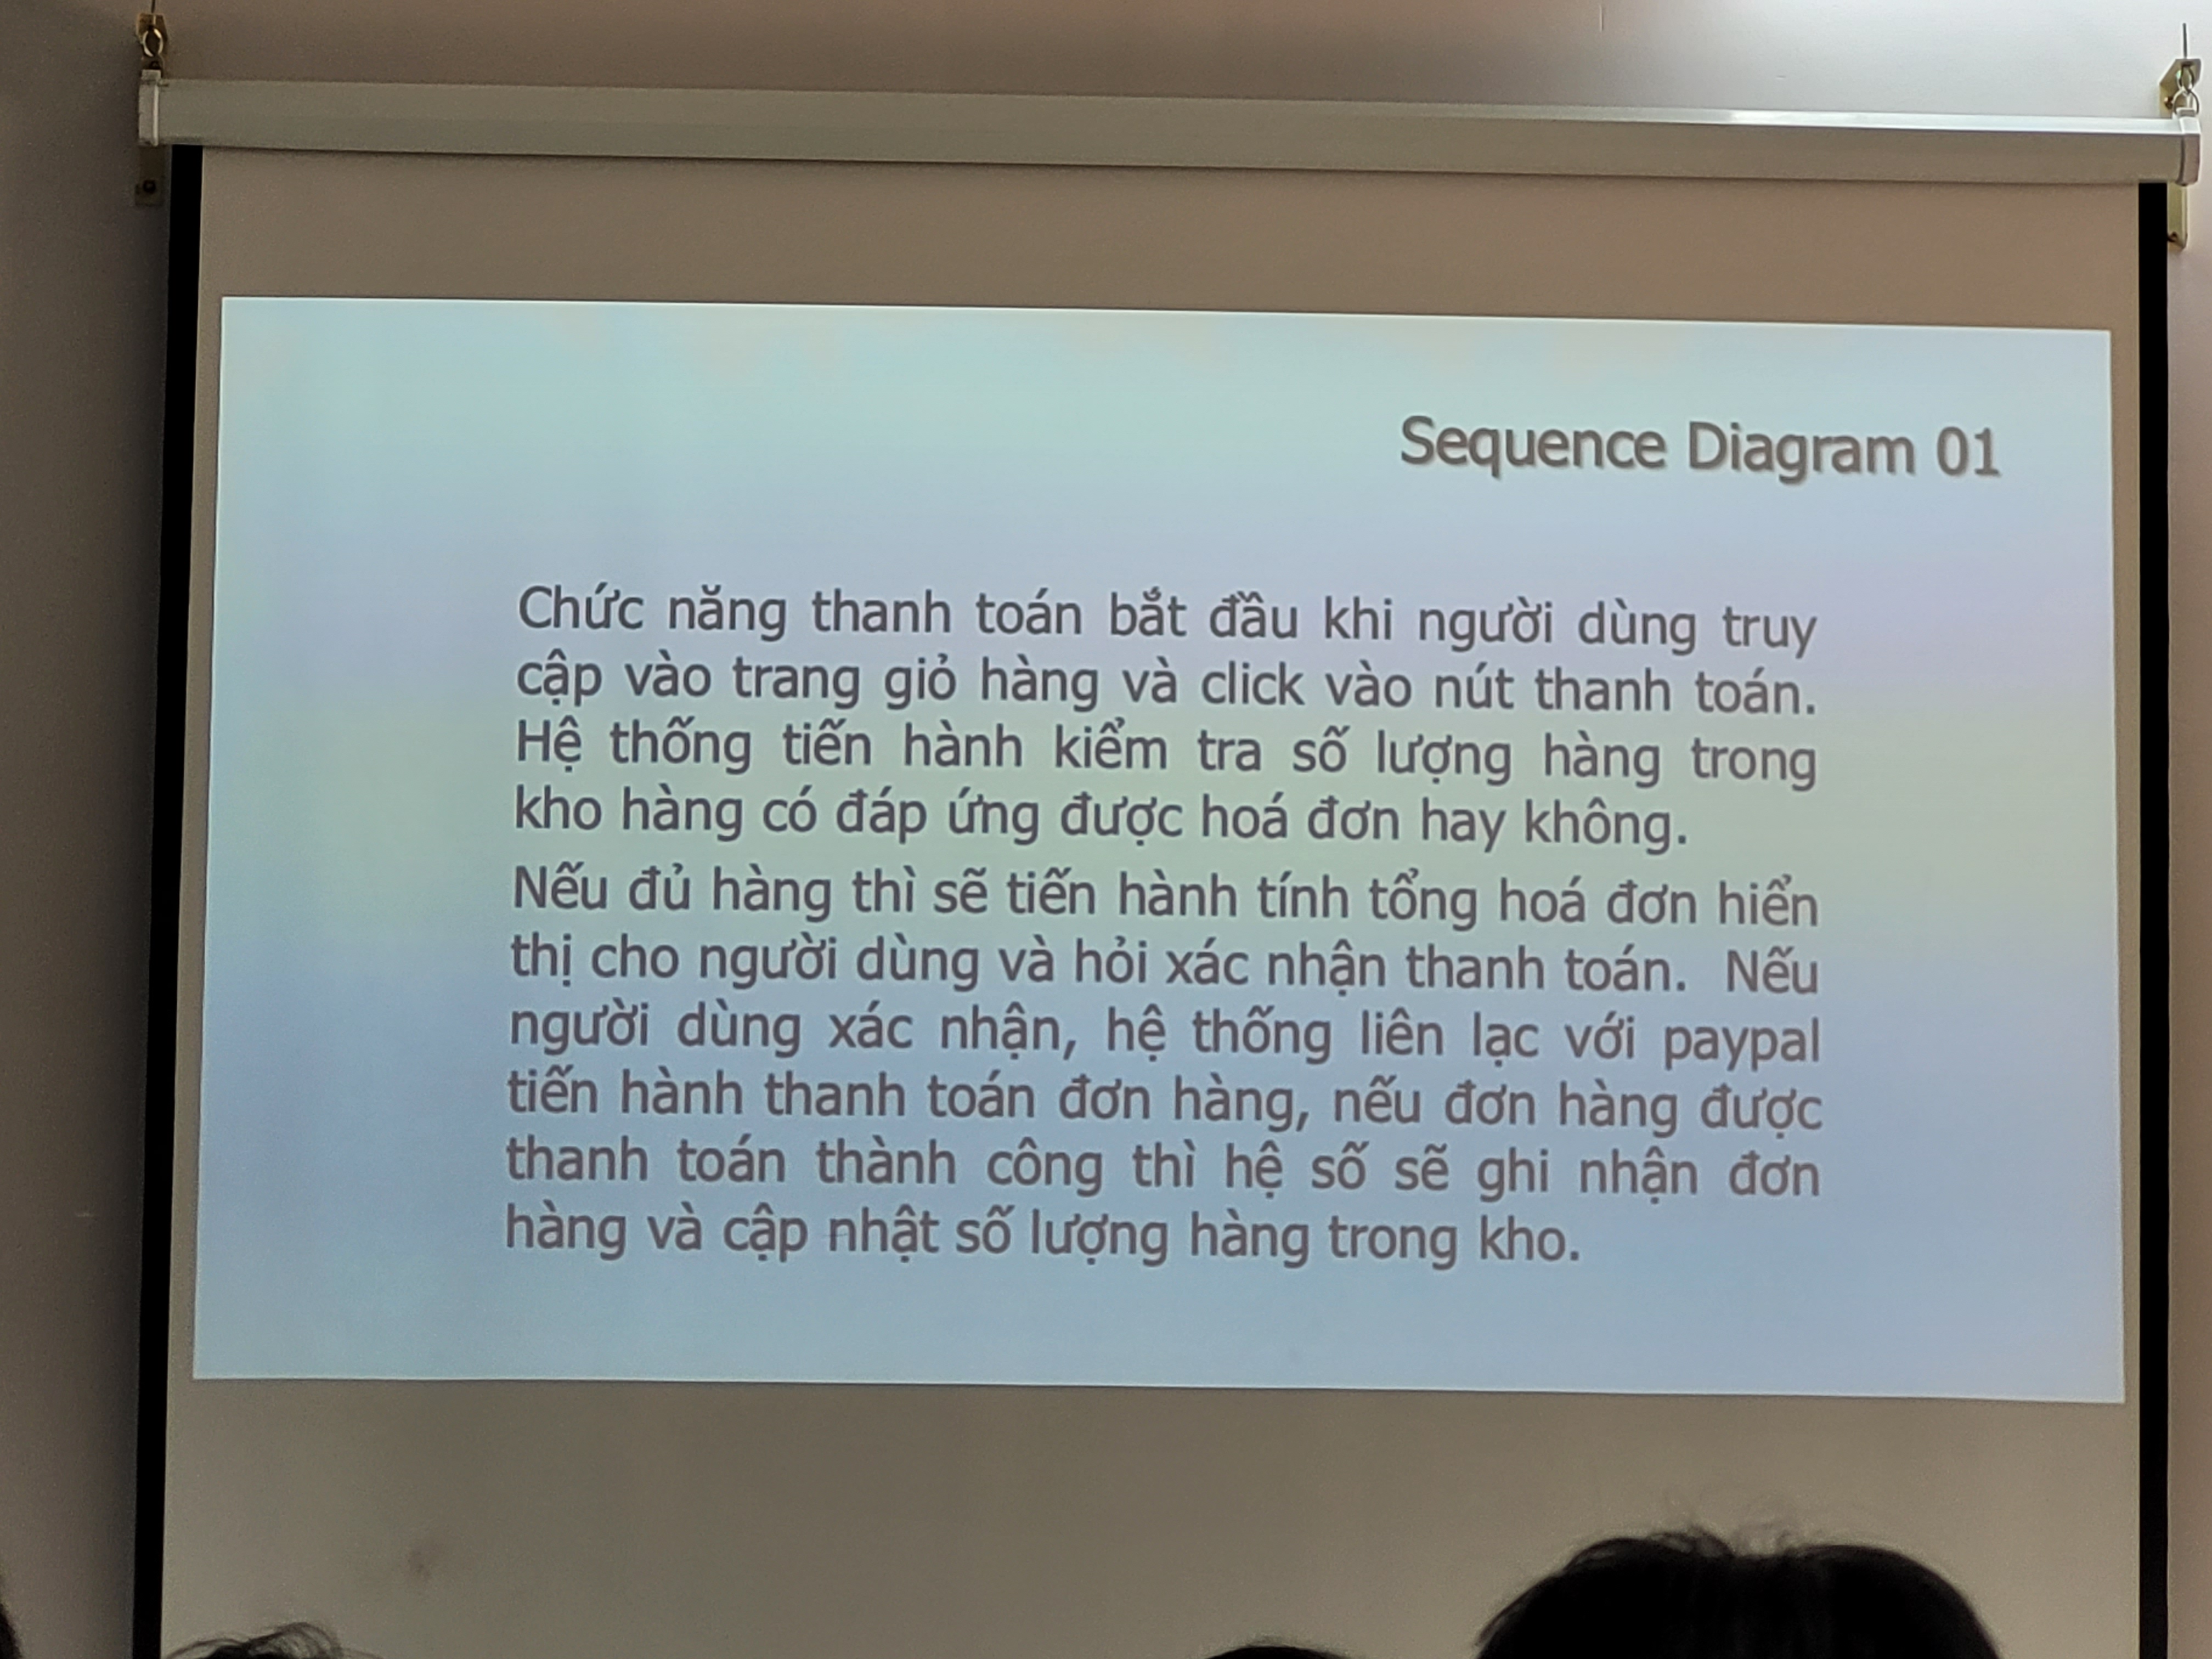 Sequence Diagram 01
Chức năng thanh toán bắt đầu khi người dùng truy
cập vào trang giỏ hàng và click vào nút thanh toán.
Hệ thống tiến hành kiểm tra số lượng hàng trong
kho hàng có đáp ứng được hoá đơn hay không.
Nếu đủ hàng thì sẽ tiến hành tính tổng hoá đơn hiển
thị cho người dùng và hỏi xác nhận thanh toán. Nếu
người dùng xác nhận, hệ thống liên lạc với paypal
tiến hành thanh toán đơn hàng, nếu đơn hàng được
thanh toán thành công thì hệ số sẽ ghi nhận đơn
hàng và cập nhật số lượng hàng trong kho.